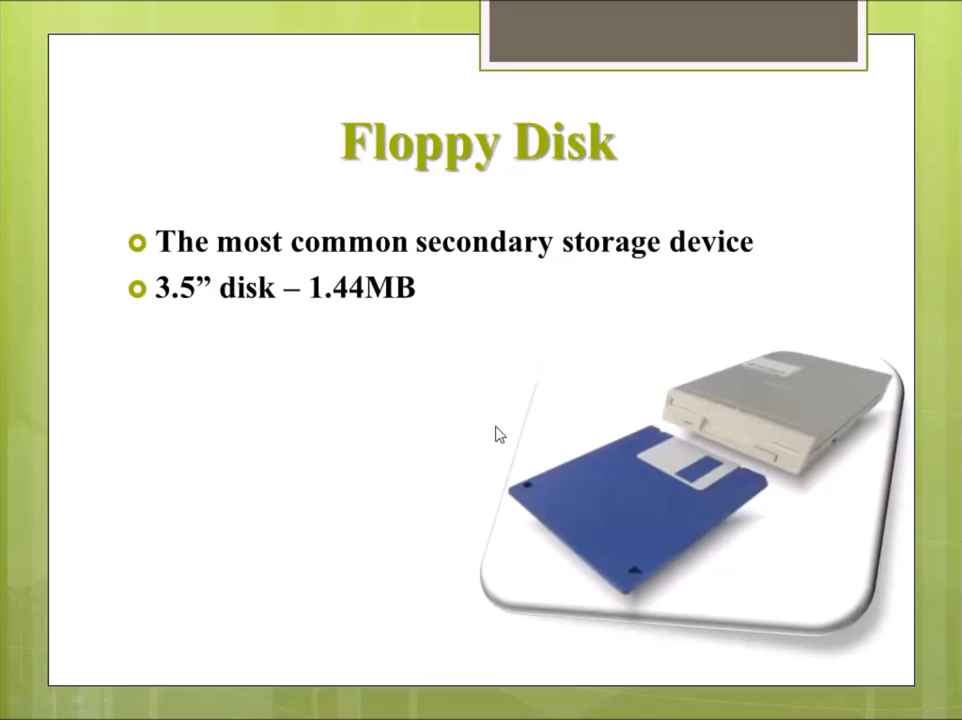 Floppy Disk
The most common secondary storage device
3.5” disk – 1.44MB